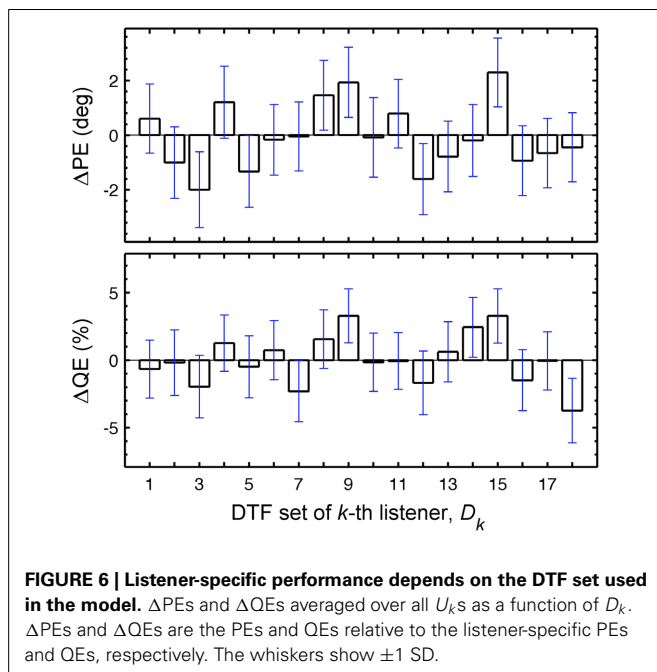 2
0
-2
ΔPE (deg)
5
0
-5
ΔQE (%)
1 3 5 7 9 11 13 15 17
DTF set of k-th listener, D_k
FIGURE 6 | Listener-specific performance depends on the DTF set used
in the model. ΔPEs and ΔQEs averaged over all U_ks as a function of D_k.
ΔPEs and ΔQEs are the PEs and QEs relative to the listener-specific PEs
and QEs, respectively. The whiskers show ±1 SD.